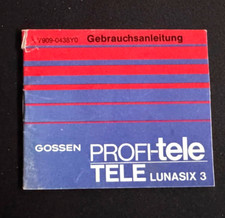 Gebrauchsanleitung
GOSSEN
PROFI-tele
TELE LUNASIX 3